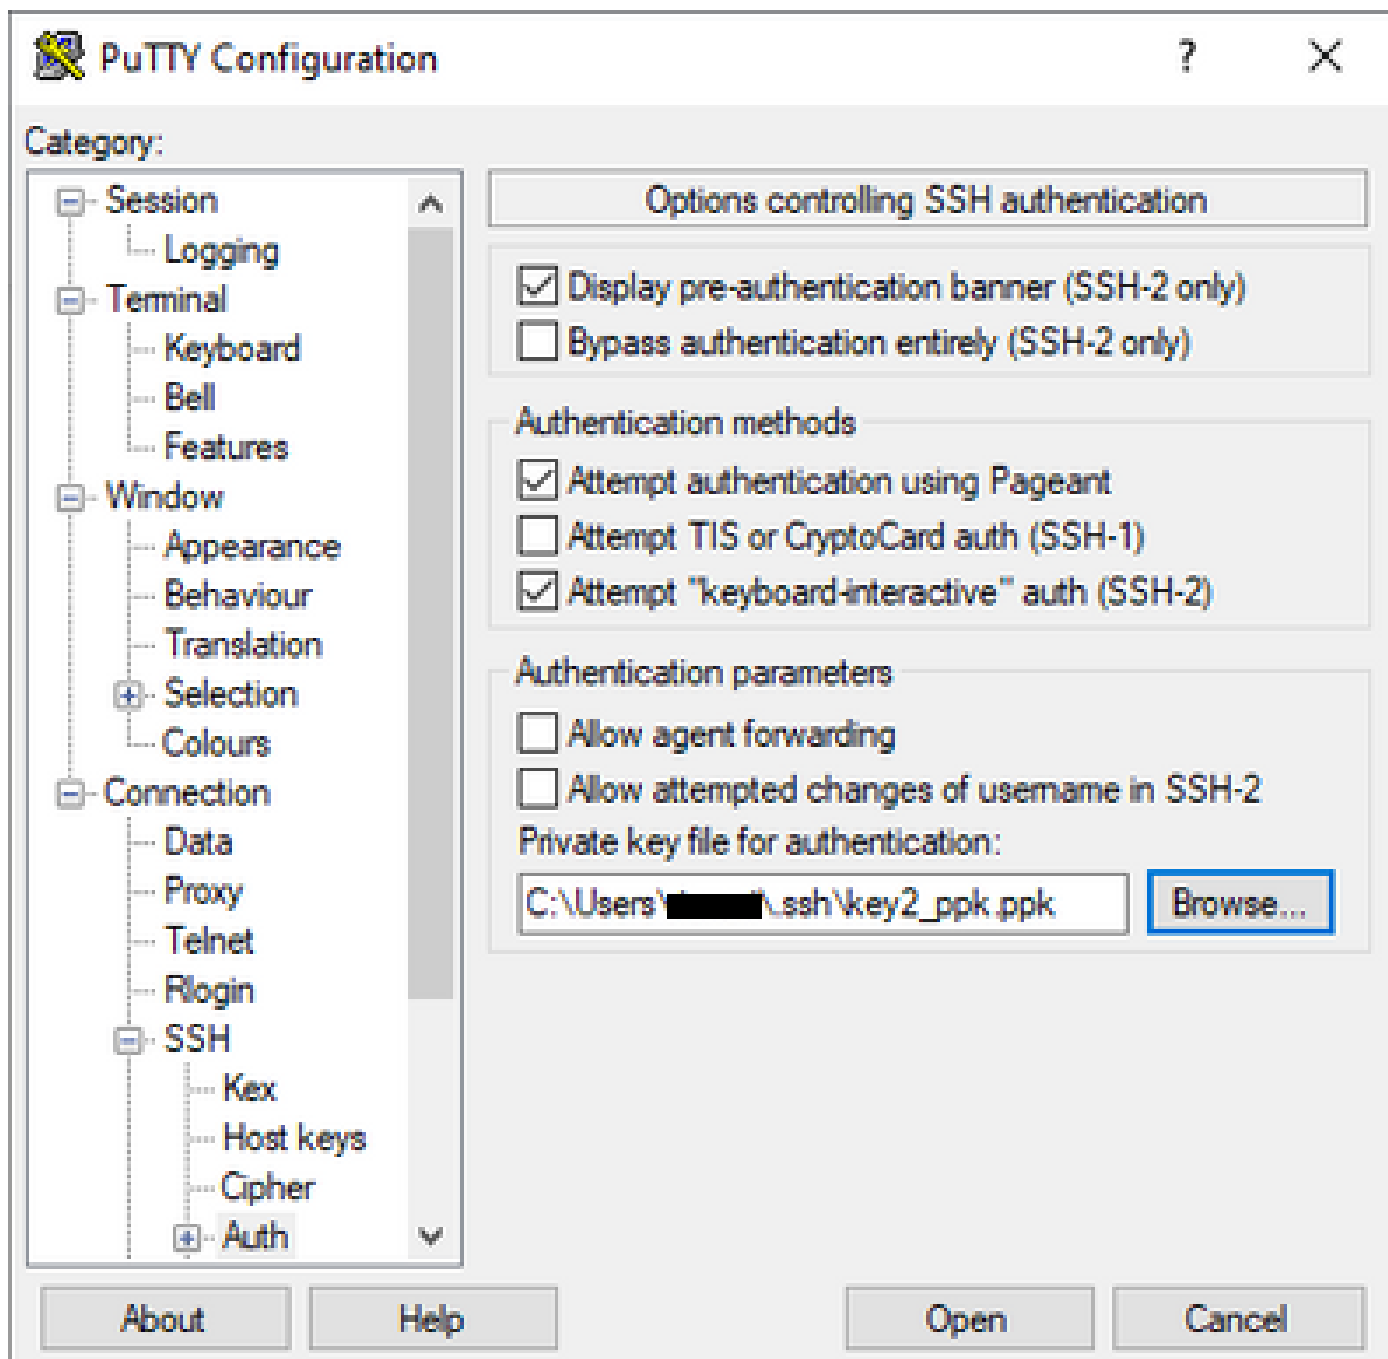 PuTTY Configuration
?
Category:
Session
Logging
Terminal
Keyboard
Bell
Features
Window
Appearance
Behaviour
Translation
Selection
Colours
Connection
Data
Proxy
Telnet
Rlogin
SSH
Kex
Host keys
Cipher
Auth
Options controlling SSH authentication
Display pre-authentication banner (SSH-2 only)
Bypass authentication entirely (SSH-2 only)
Authentication methods
Attempt authentication using Pageant
Attempt TIS or CryptoCard auth (SSH-1)
Attempt "keyboard-interactive" auth (SSH-2)
Authentication parameters
Allow agent forwarding
Allow attempted changes of username in SSH-2
Private key file for authentication:
C:\Users\ \.ssh\key2_ppk.ppk
Browse...
About
Help
Open
Cancel